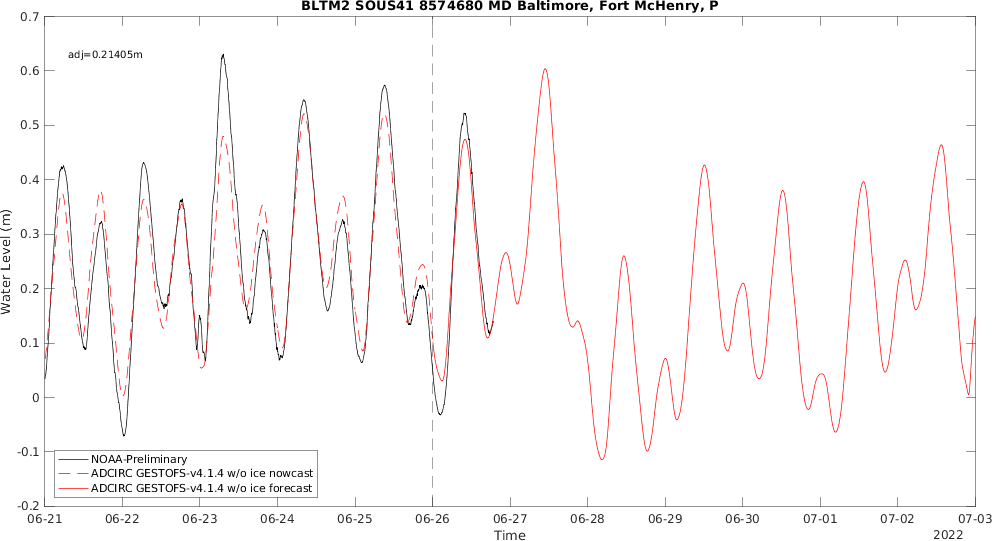 BLTM2 SOUS41 8574680 MD Baltimore, Fort McHenry, P
adj=0.21405m
0.7
0.6
0.5
0.4
0.3
0.2
0.1
0
-0.1
-0.2
Water Level (m)
NOAA-Preliminary
ADCIRC GESTOFS-v4.1.4 w/o ice nowcast
ADCIRC GESTOFS-v4.1.4 w/o ice forecast
06-21 06-22 06-23 06-24 06-25 06-26 06-27 06-28 06-29 06-30 07-01 07-02 07-03
Time
2022